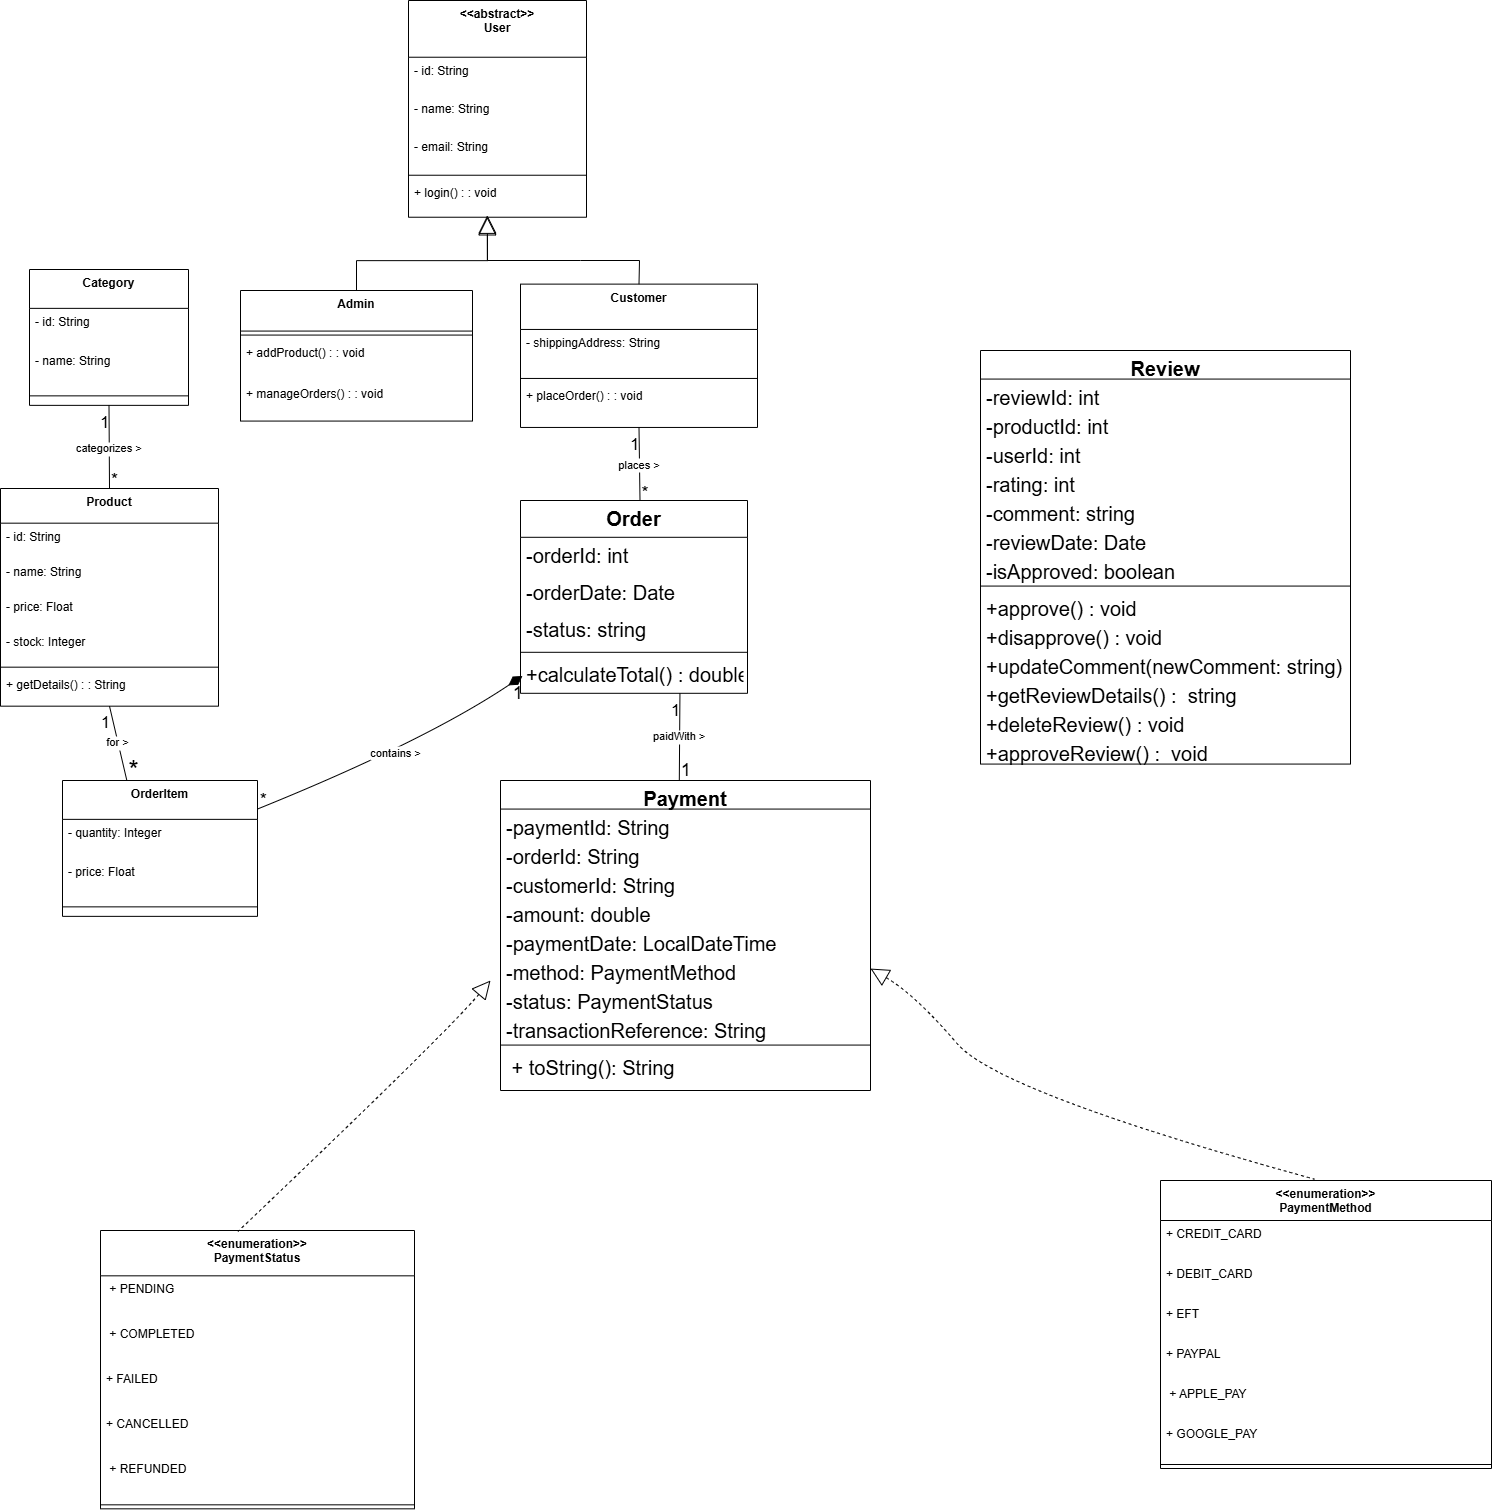 <<abstract>>
User
- id: String
- name: String
- email: String
+ login() : : void
Category
- id: String
- name: String
1
categorizes >
*
Admin
+ addProduct() : : void
+ manageOrders() : : void
Customer
- shippingAddress: String
+ placeOrder() : : void
1
places >
*
Review
-reviewId: int
-productId: int
-userId: int
-rating: int
-comment: string
-reviewDate: Date
-isApproved: boolean
+approve() : void
+disapprove() : void
+updateComment(newComment: string)
+getReviewDetails() :  string
+deleteReview() : void
+approveReview() :  void
Product
- id: String
- name: String
- price: Float
- stock: Integer
+ getDetails() : : String
1
for >
*
Order
-orderId: int
-orderDate: Date
-status: string
+calculateTotal() : double
1
contains >
*
1
paidWith >
1
OrderItem
- quantity: Integer
- price: Float
Payment
-paymentId: String
-orderId: String
-customerId: String
-amount: double
-paymentDate: LocalDateTime
-method: PaymentMethod
-status: PaymentStatus
-transactionReference: String
+ toString(): String
<<enumeration>>
PaymentStatus
+ PENDING
+ COMPLETED
+ FAILED
+ CANCELLED
+ REFUNDED
<<enumeration>>
PaymentMethod
+ CREDIT_CARD
+ DEBIT_CARD
+ EFT
+ PAYPAL
+ APPLE_PAY
+ GOOGLE_PAY